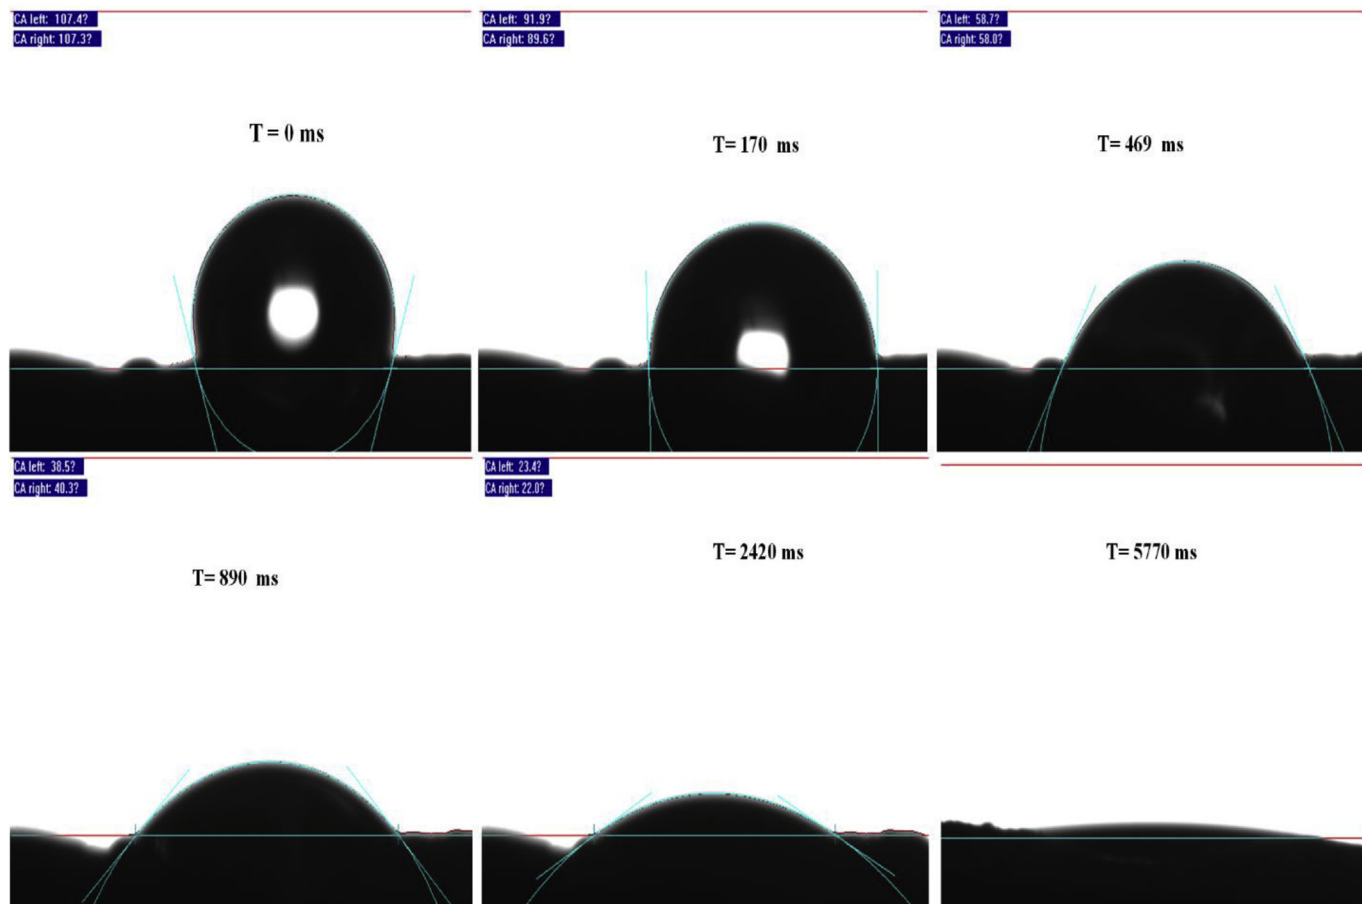 CA left: 107.4?
CA right: 107.3?
T = 0 ms
CA left: 91.9?
CA right: 89.6?
T= 170 ms
CA left: 58.7?
CA right: 58.0?
T= 469 ms
CA left: 38.5?
CA right: 40.3?
T= 890 ms
CA left: 23.4?
CA right: 22.0?
T= 2420 ms
T= 5770 ms